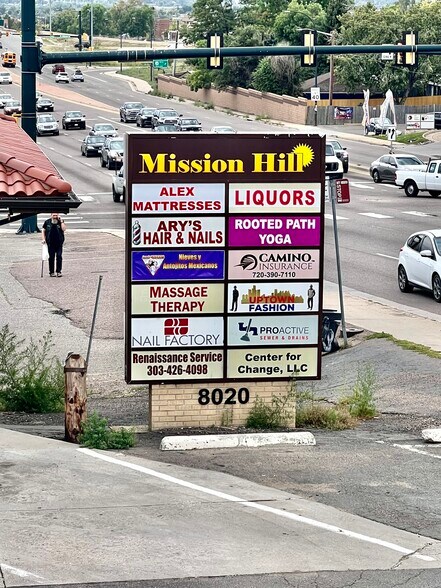 Mission Hill
ALEX
MATTRESSES
LIQUORS
ARY'S
HAIR & NAILS
ROOTED PATH
YOGA
Nieves y
Antojitos Mexicanos
CAMINO
INSURANCE
720-390-7110
MASSAGE
THERAPY
UPTOWN
FASHION
NAIL FACTORY
PROACTIVE
SEWER & DRAINS
Renaissance Service
303-426-4098
Center for
Change, LLC
8020